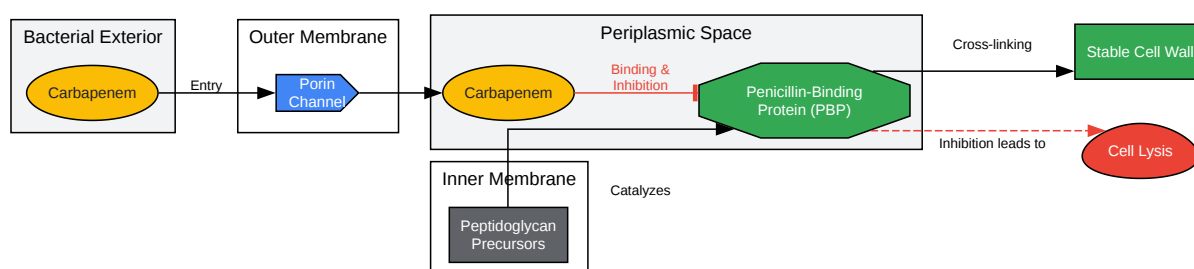 Bacterial Exterior
Carbapenem
Entry
Outer Membrane
Porin
Channel
Periplasmic Space
Carbapenem
Binding &
Inhibition
Penicillin-Binding
Protein (PBP)
Cross-linking
Stable Cell Wall
Inhibition leads to
Cell Lysis
Inner Membrane
Catalyzes
Peptidoglycan
Precursors